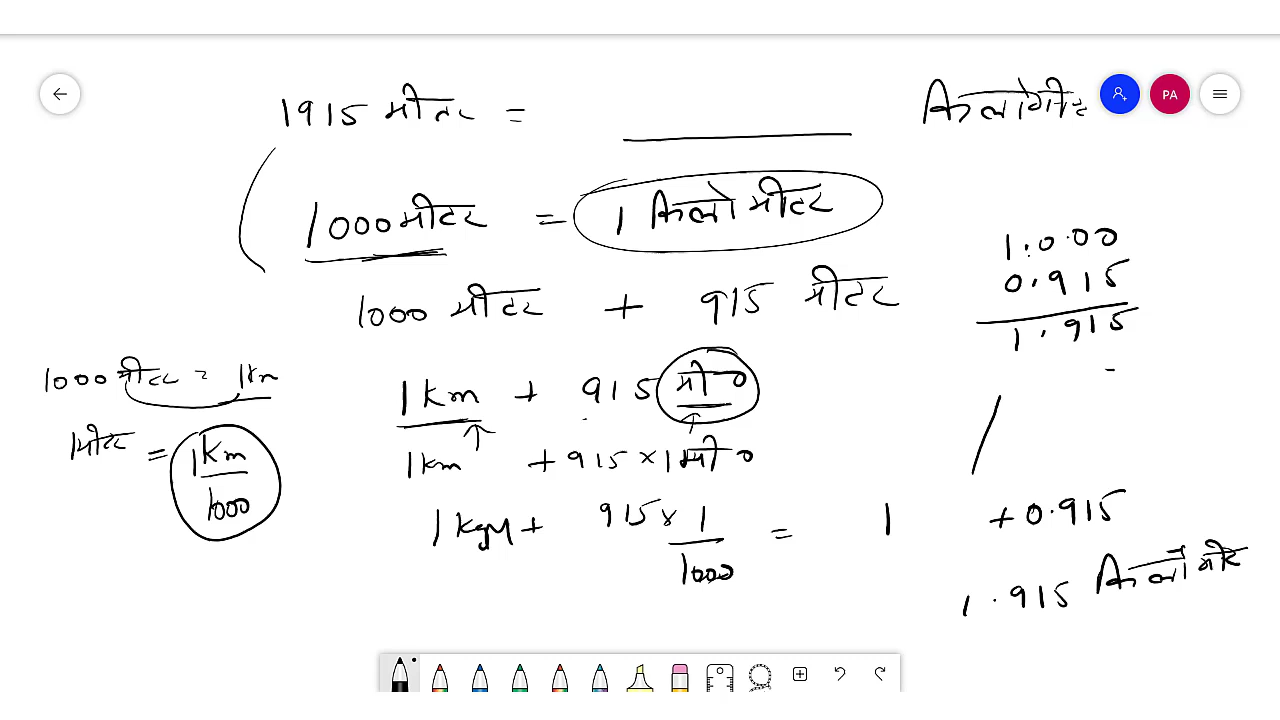 1915 मीटर = ______ किलोमीटर
1000 मीटर = 1 किलोमीटर
1000 मीटर + 915 मीटर
1.000
0.915
1.915
1000 मीटर = 1km
1मीटर = 1km/1000
1km + 915 मी०
1km + 915 × 1 मी०
1 km + 915 × 1/1000 = 1 + 0.915
1.915 किलोमीटर
PA